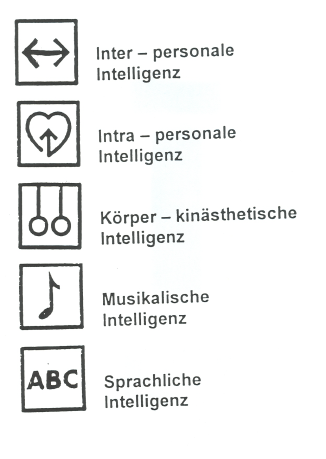 Inter – personale
Intelligenz
Intra – personale
Intelligenz
Körper – kinästhetische
Intelligenz
Musikalische
Intelligenz
ABC
Sprachliche
Intelligenz